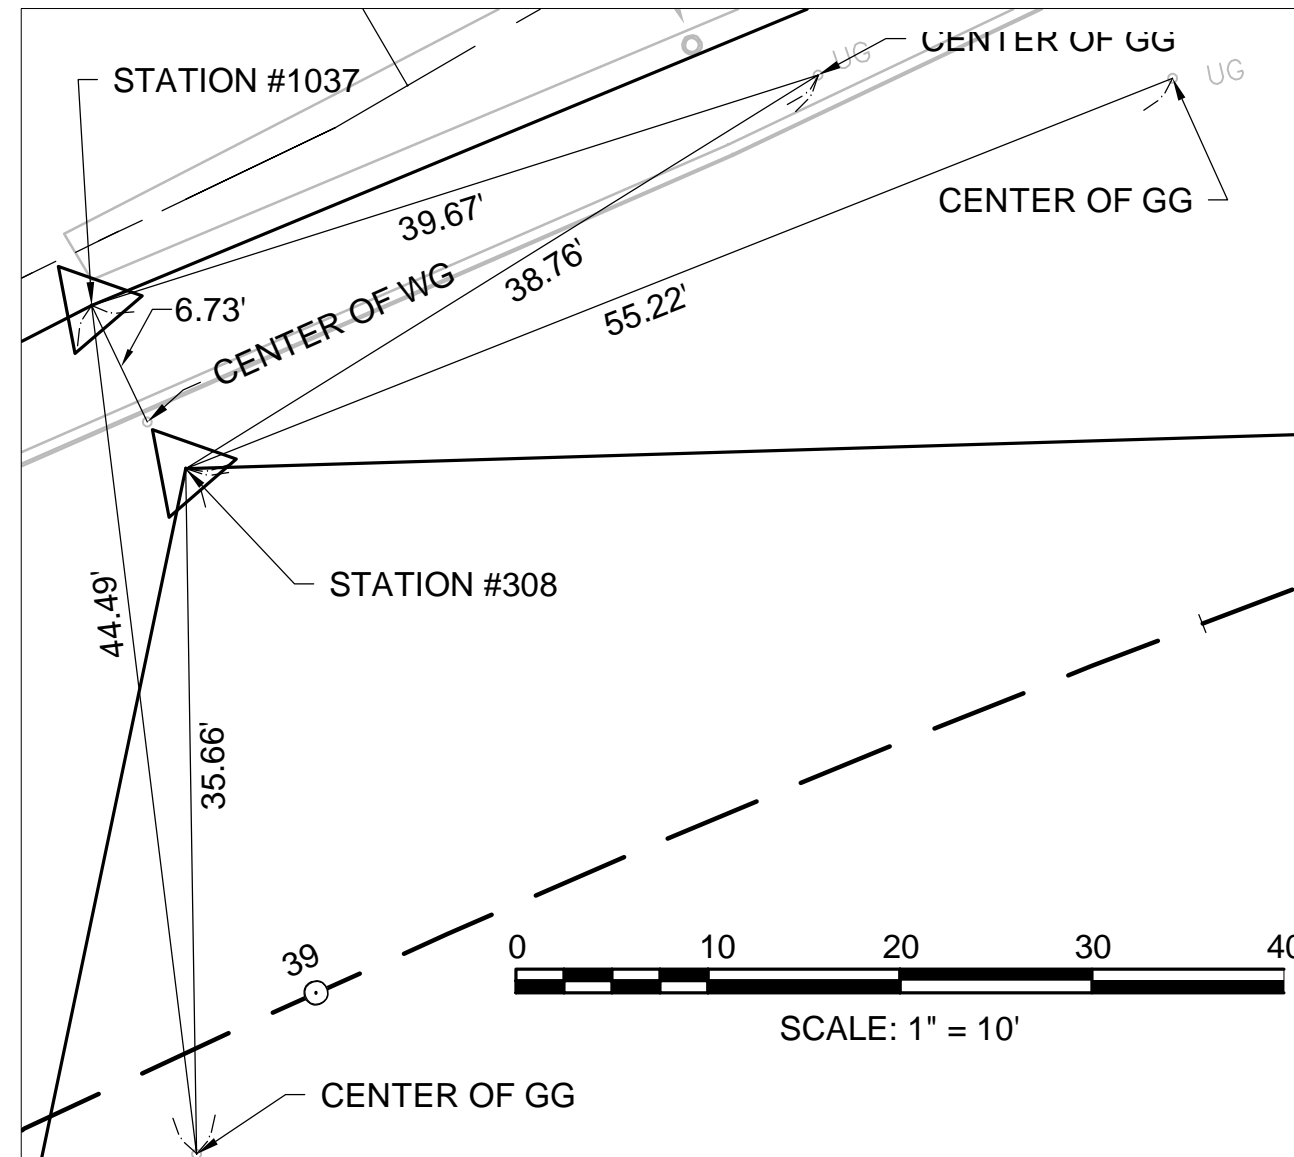 CENTER OF GG
UG
STATION #1037
UG
CENTER OF GG
39.67'
38.76'
CENTER OF WG
6.73'
55.22'
STATION #308
44.49'
35.66'
39
0 10 20 30 40
SCALE: 1" = 10'
CENTER OF GG